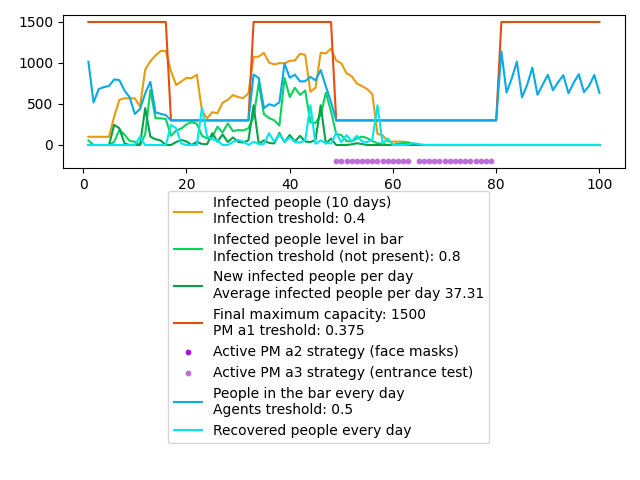 1500
1000
500
0
0 20 40 60 80 100
Infected people (10 days)
Infection treshold: 0.4
Infected people level in bar
Infection treshold (not present): 0.8
New infected people per day
Average infected people per day 37.31
Final maximum capacity: 1500
PM a1 treshold: 0.375
Active PM a2 strategy (face masks)
Active PM a3 strategy (entrance test)
People in the bar every day
Agents treshold: 0.5
Recovered people every day